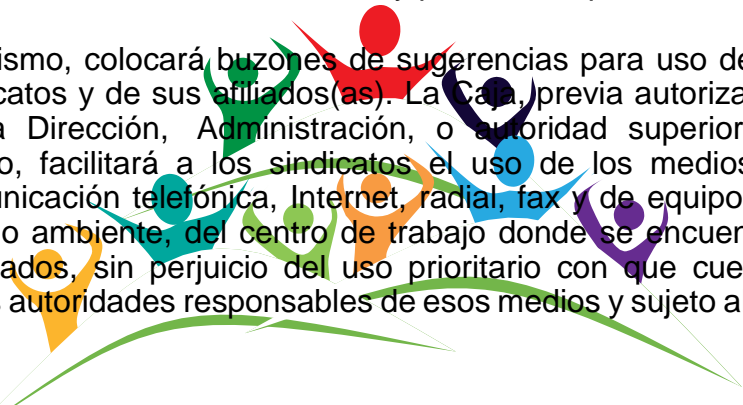 ismo, colocará buzones de sugerencias para uso de
catos y de sus afiliados(as). La Caja, previa autoriza
a Dirección, Administración, o autoridad superior
o, facilitará a los sindicatos el uso de los medios
unicación telefónica, Internet, radial, fax y de equipo
o ambiente, del centro de trabajo donde se encuen
ados, sin perjuicio del uso prioritario con que cue
s autoridades responsables de esos medios y sujeto a